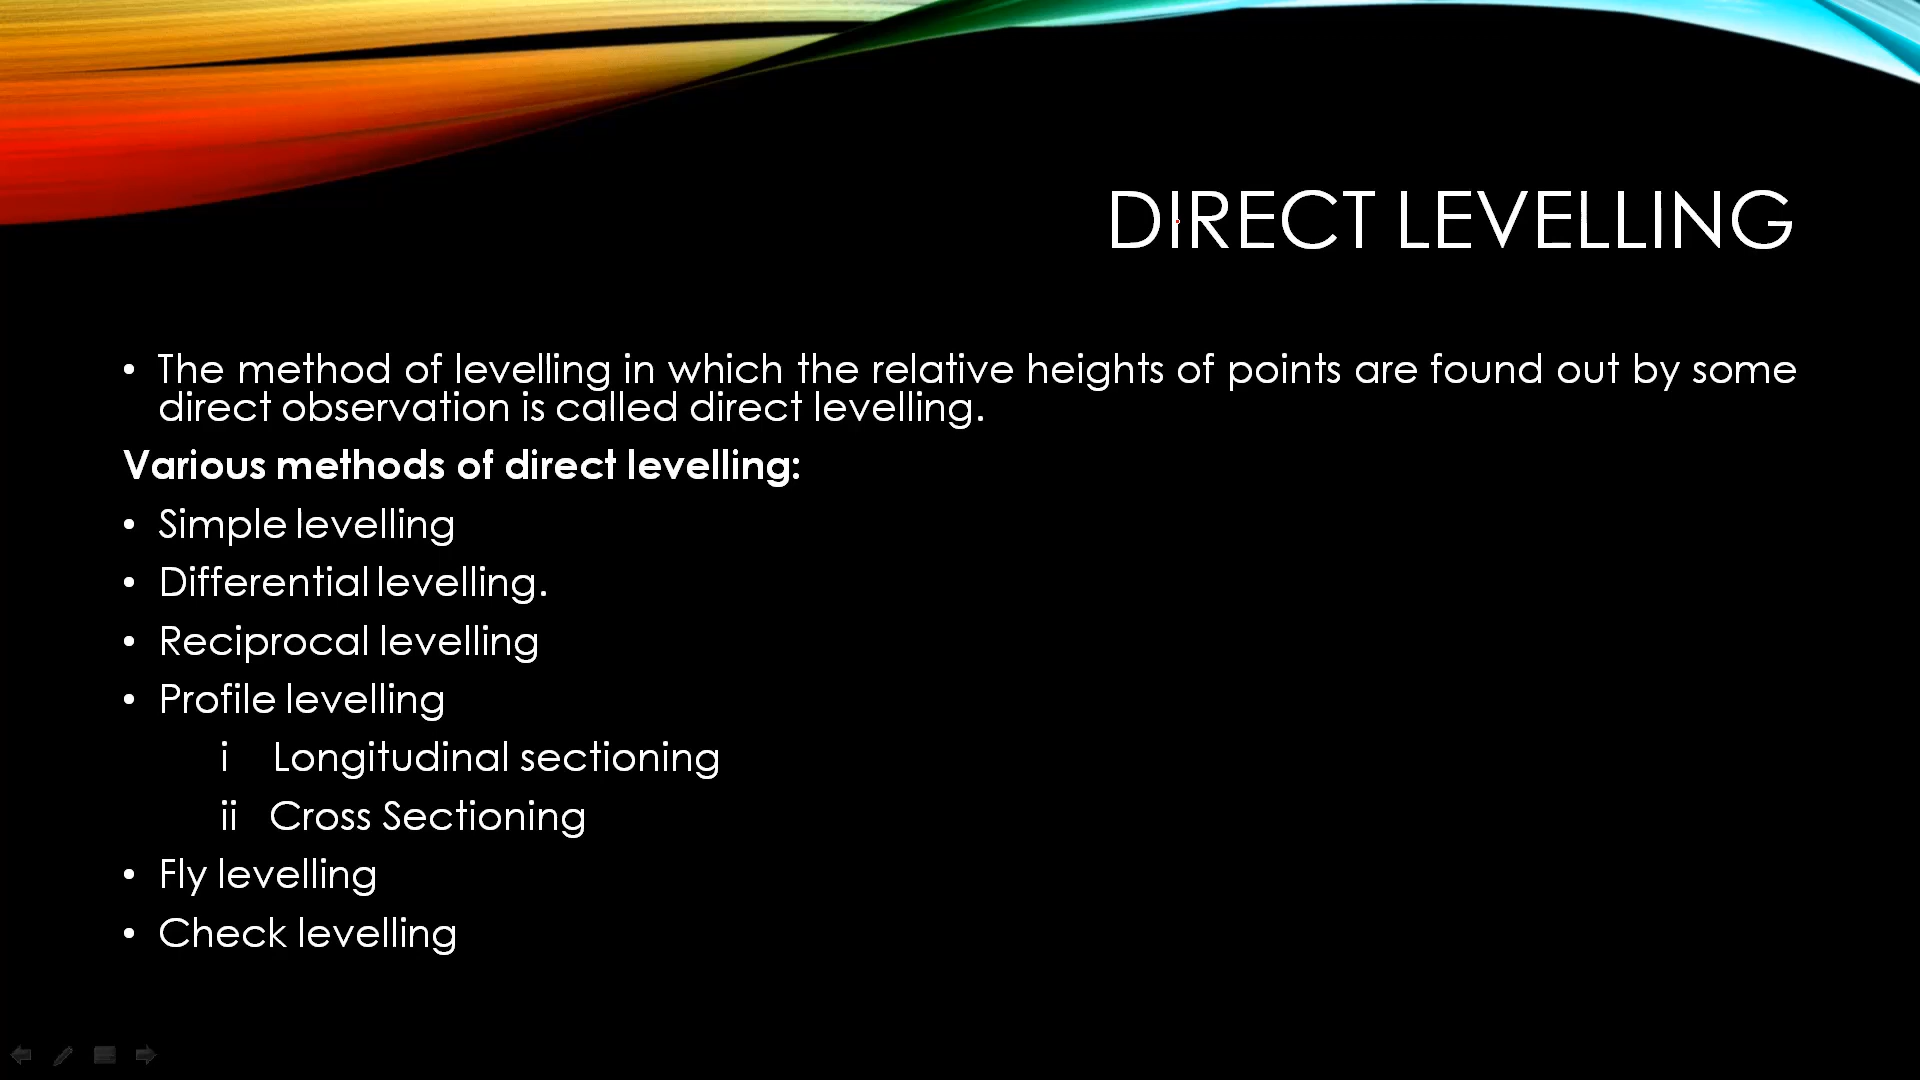 DIRECT LEVELLING
• The method of levelling in which the relative heights of points are found out by some
direct observation is called direct levelling.
Various methods of direct levelling:
• Simple levelling
• Differential levelling.
• Reciprocal levelling
• Profile levelling
i Longitudinal sectioning
ii Cross Sectioning
• Fly levelling
• Check levelling